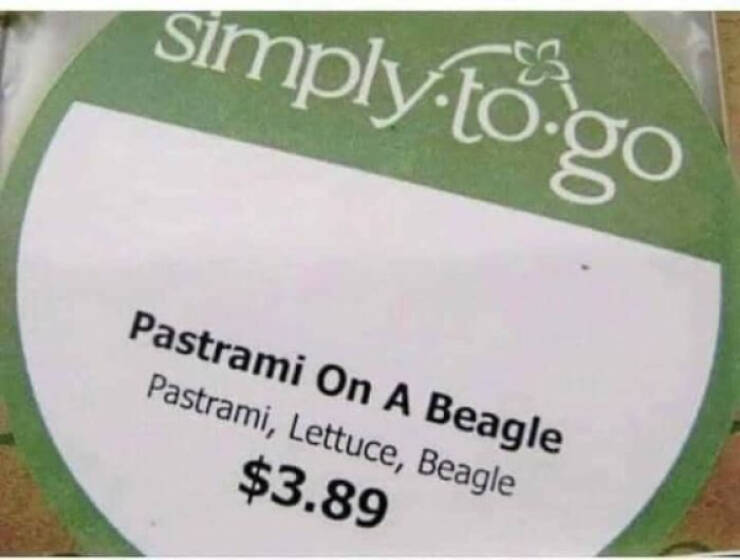 simply·to·go
Pastrami On A Beagle
Pastrami, Lettuce, Beagle
$3.89